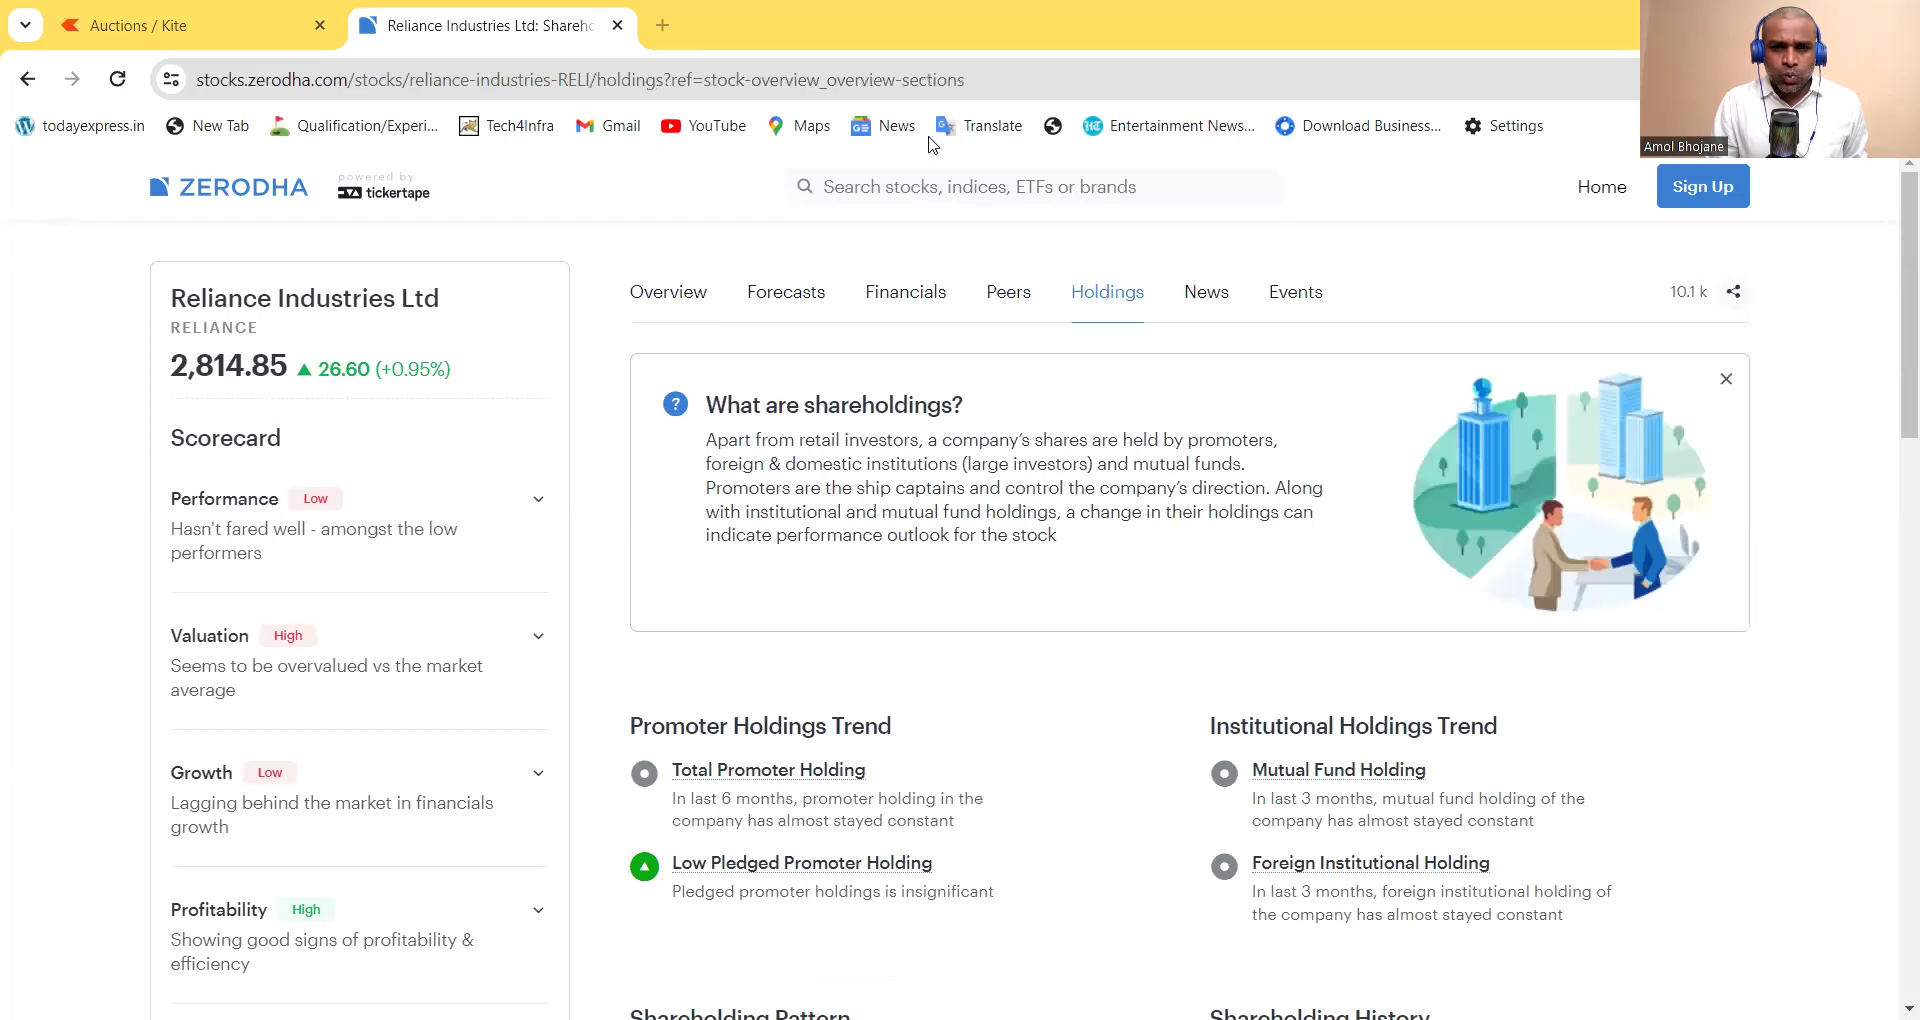 Auctions / Kite
Reliance Industries Ltd: Shareho
stocks.zerodha.com/stocks/reliance-industries-RELI/holdings?ref=stock-overview_overview-sections
todayexpress.in
New Tab
Qualification/Experi...
Tech4Infra
Gmail
YouTube
Maps
GE
News
Translate
HT
Entertainment News...
Download Business...
Settings
Amol Bhojane
ZERODHA
powered by
tickertape
Search stocks, indices, ETFs or brands
Home
Sign Up
Reliance Industries Ltd
RELIANCE
2,814.85 ▲ 26.60 (+0.95%)
Scorecard
Performance Low
Hasn't fared well - amongst the low
performers
Valuation High
Seems to be overvalued vs the market
average
Growth Low
Lagging behind the market in financials
growth
Profitability High
Showing good signs of profitability &
efficiency
Overview Forecasts Financials Peers Holdings News Events
10.1 k
? What are shareholdings?
Apart from retail investors, a company’s shares are held by promoters,
foreign & domestic institutions (large investors) and mutual funds.
Promoters are the ship captains and control the company’s direction. Along
with institutional and mutual fund holdings, a change in their holdings can
indicate performance outlook for the stock
Promoter Holdings Trend
Total Promoter Holding
In last 6 months, promoter holding in the
company has almost stayed constant
Low Pledged Promoter Holding
Pledged promoter holdings is insignificant
Institutional Holdings Trend
Mutual Fund Holding
In last 3 months, mutual fund holding of the
company has almost stayed constant
Foreign Institutional Holding
In last 3 months, foreign institutional holding of
the company has almost stayed constant
Shareholding Pattern
Shareholding History